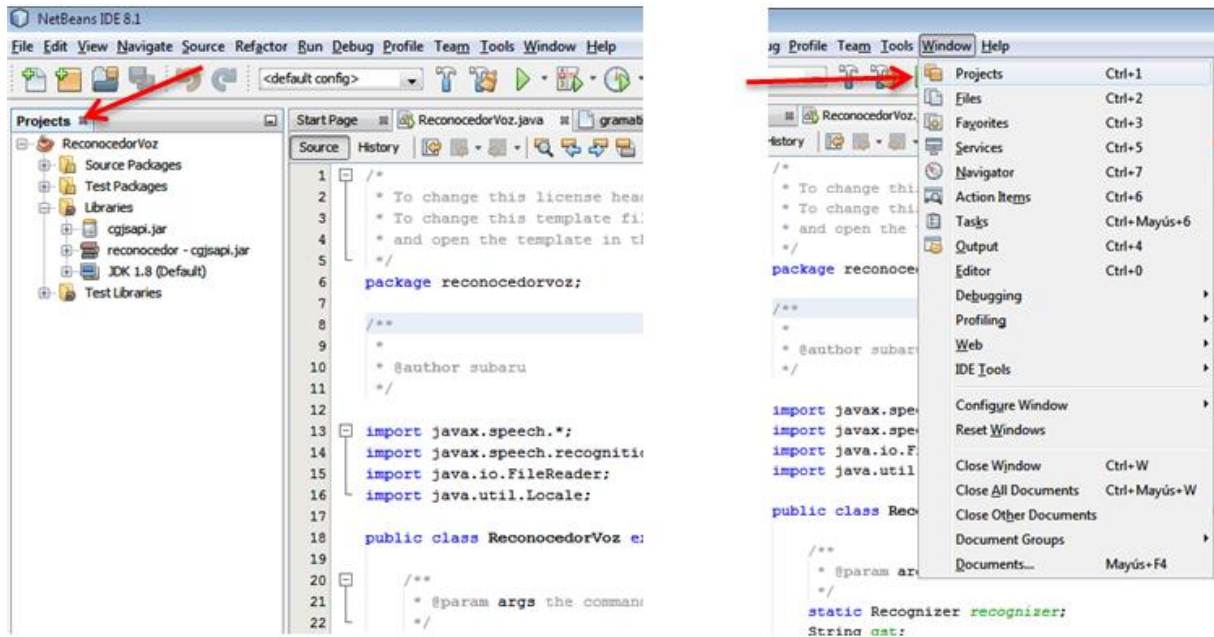 NetBeans IDE 8.1
File Edit View Navigate Source Refactor Run Debug Profile Team Tools Window Help
<default config>
Projects
ReconocedorVoz
Source Packages
Test Packages
Libraries
cgjsapi.jar
reconocedor - cgjsapi.jar
JDK 1.8 (Default)
Test Libraries
Start Page ReconocedorVoz.java gramati
Source History
1 /*
2 * To change this license head
3 * To change this template fil
4 * and open the template in th
5 */
6 package reconocedorvoz;
7
8 /**
9 *
10 * @author subaru
11 */
12
13 import javax.speech.*;
14 import javax.speech.recognitio
15 import java.io.FileReader;
16 import java.util.Locale;
17
18 public class ReconocedorVoz ex
19
20 /**
21 * @param args the command
22 */
ug Profile Team Tools Window Help
ReconocedorVoz.
History
/*
* To change thi
* To change thi
* and open the
*/
package reconoce
/**
*
* @author subar
*/
import javax.spe
import javax.spe
import java.io.F
import java.util
public class Rec
/**
* @param ar
*/
static Recognizer recognizer;
String gst;
Projects Ctrl+1
Files Ctrl+2
Favorites Ctrl+3
Services Ctrl+5
Navigator Ctrl+7
Action Items Ctrl+6
Tasks Ctrl+Mayús+6
Output Ctrl+4
Editor Ctrl+0
Debugging
Profiling
Web
IDE Tools
Configure Window
Reset Windows
Close Window Ctrl+W
Close All Documents Ctrl+Mayús+W
Close Other Documents
Document Groups
Documents... Mayús+F4